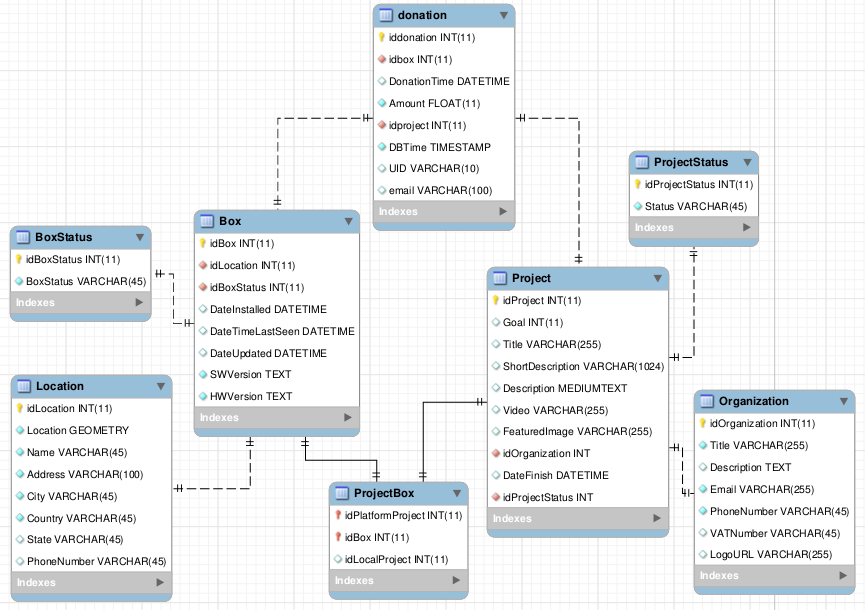 donation
iddonation INT(11)
idbox INT(11)
DonationTime DATETIME
Amount FLOAT(11)
idproject INT(11)
DBTime TIMESTAMP
UID VARCHAR(10)
email VARCHAR(100)
Indexes
ProjectStatus
idProjectStatus INT(11)
Status VARCHAR(45)
Indexes
Box
idBox INT(11)
idLocation INT(11)
idBoxStatus INT(11)
DateInstalled DATETIME
DateTimeLastSeen DATETIME
DateUpdated DATETIME
SWVersion TEXT
HWVersion TEXT
Indexes
BoxStatus
idBoxStatus INT(11)
BoxStatus VARCHAR(45)
Indexes
Project
idProject INT(11)
Goal INT(11)
Title VARCHAR(255)
ShortDescription VARCHAR(1024)
Description MEDIUMTEXT
Video VARCHAR(255)
FeaturedImage VARCHAR(255)
idOrganization INT
DateFinish DATETIME
idProjectStatus INT
Indexes
Location
idLocation INT(11)
Location GEOMETRY
Name VARCHAR(45)
Address VARCHAR(100)
City VARCHAR(45)
Country VARCHAR(45)
State VARCHAR(45)
PhoneNumber VARCHAR(45)
Indexes
Organization
idOrganization INT(11)
Title VARCHAR(255)
Description TEXT
Email VARCHAR(255)
PhoneNumber VARCHAR(45)
VATNumber VARCHAR(45)
LogoURL VARCHAR(255)
Indexes
ProjectBox
idPlatformProject INT(11)
idBox INT(11)
idLocalProject INT(11)
Indexes